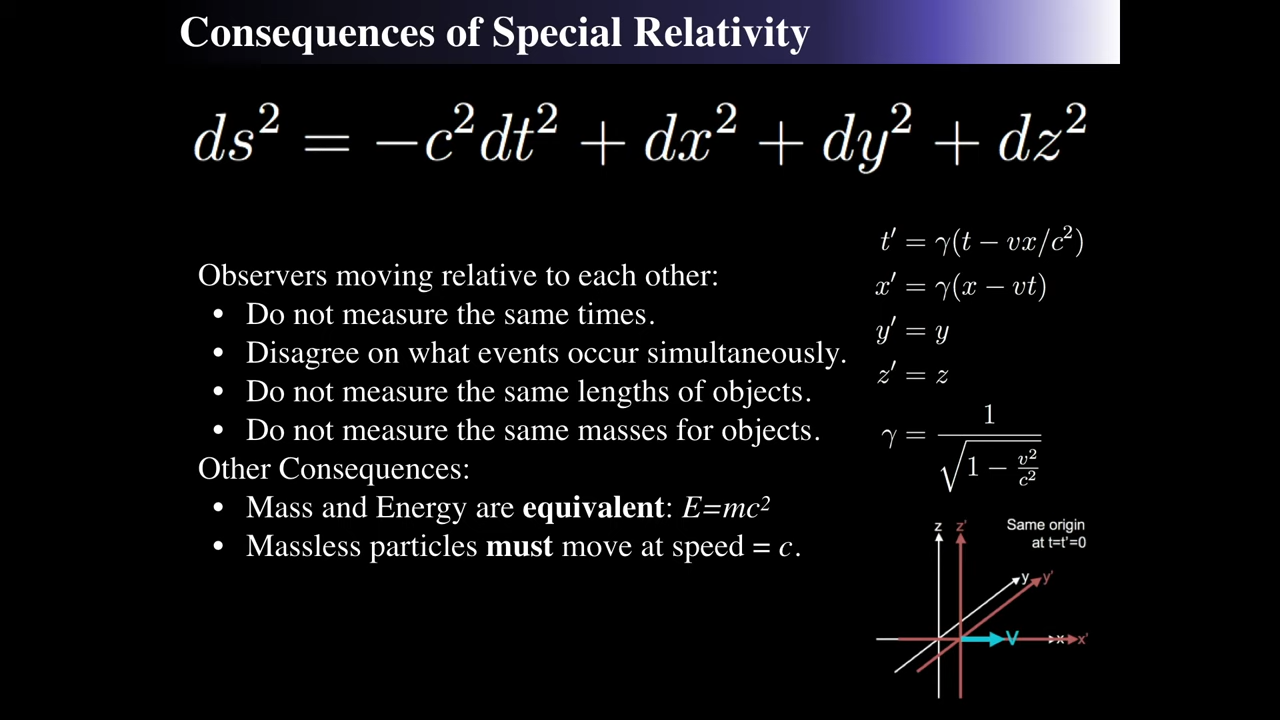 Consequences of Special Relativity
ds² = −c²dt² + dx² + dy² + dz²
Observers moving relative to each other:
• Do not measure the same times.
• Disagree on what events occur simultaneously.
• Do not measure the same lengths of objects.
• Do not measure the same masses for objects.
Other Consequences:
• Mass and Energy are equivalent: E=mc²
• Massless particles must move at speed = c.
t′ = γ(t − vx/c²)
x′ = γ(x − vt)
y′ = y
z′ = z
γ = 1/√(1 − v²/c²)
z z'
Same origin
at t=t'=0
y y'
V x x'